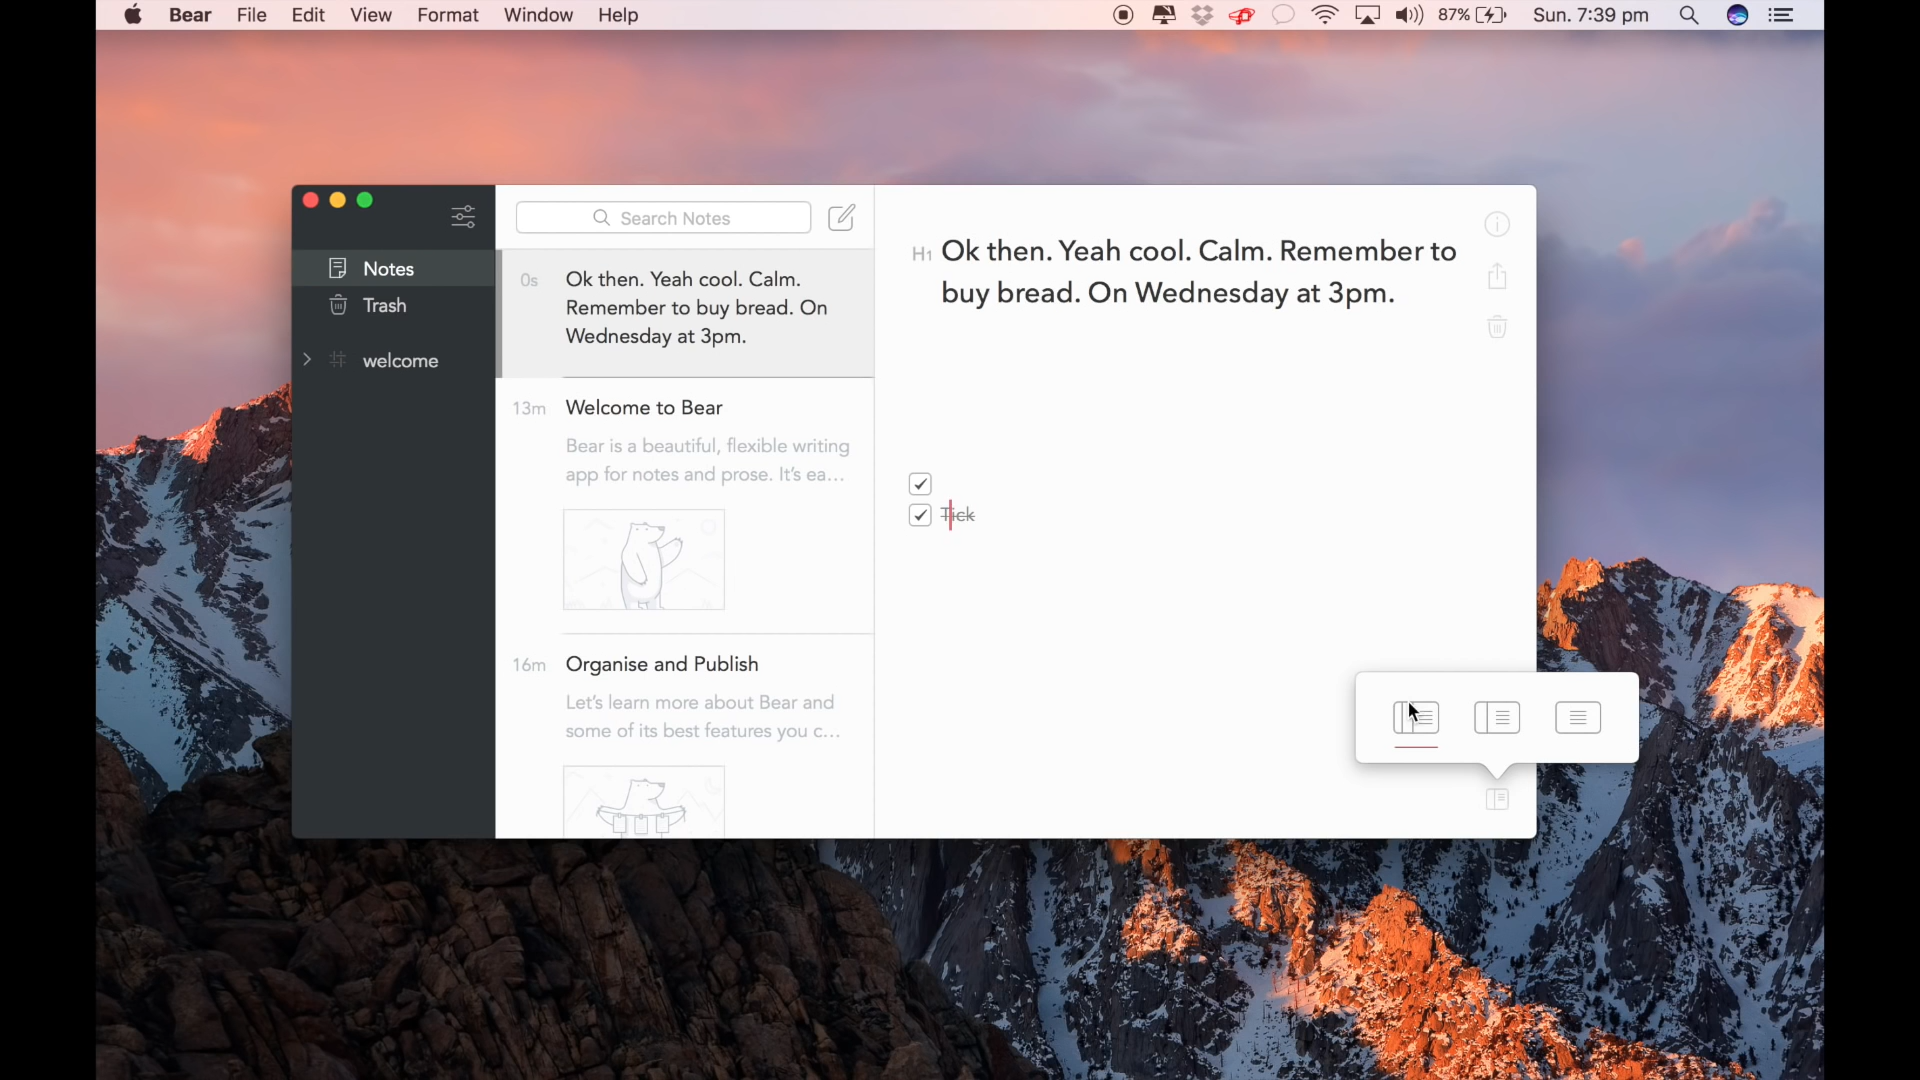 Bear File Edit View Format Window Help 87% Sun. 7:39 pm
Search Notes
Notes
Trash
welcome
0s Ok then. Yeah cool. Calm.
Remember to buy bread. On
Wednesday at 3pm.
13m Welcome to Bear
Bear is a beautiful, flexible writing
app for notes and prose. It's ea...
16m Organise and Publish
Let's learn more about Bear and
some of its best features you c...
H1 Ok then. Yeah cool. Calm. Remember to
buy bread. On Wednesday at 3pm.
Tick